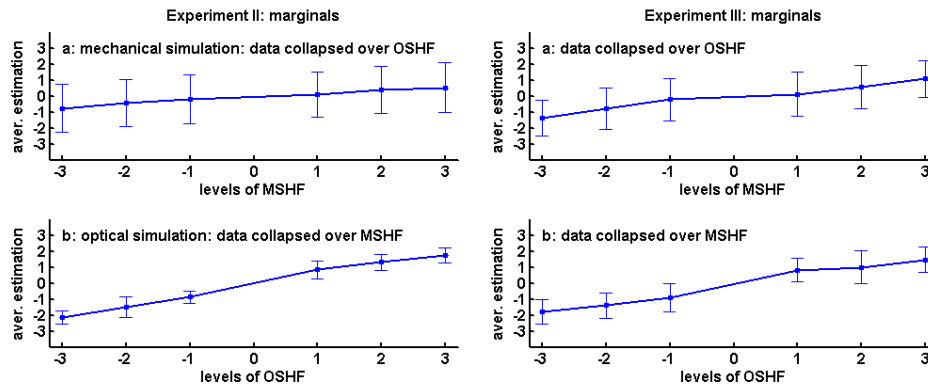 Experiment II: marginals
a: mechanical simulation: data collapsed over OSHF
aver. estimation
3
2
1
0
-1
-2
-3
-3 -2 -1 0 1 2 3
levels of MSHF
b: optical simulation: data collapsed over MSHF
aver. estimation
3
2
1
0
-1
-2
-3
-3 -2 -1 0 1 2 3
levels of OSHF
Experiment III: marginals
a: data collapsed over OSHF
aver. estimation
3
2
1
0
-1
-2
-3
-3 -2 -1 0 1 2 3
levels of MSHF
b: data collapsed over MSHF
aver. estimation
3
2
1
0
-1
-2
-3
-3 -2 -1 0 1 2 3
levels of OSHF